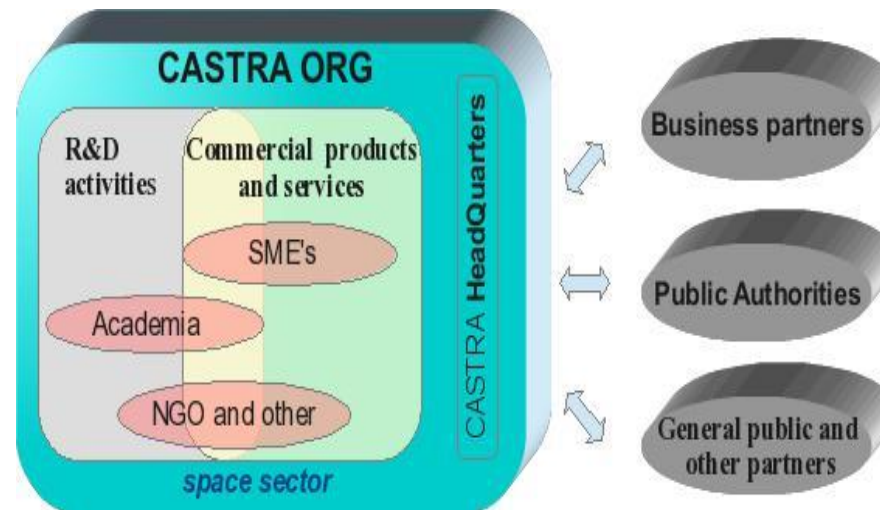 CASTRA ORG
R&D
activities
Commercial products
and services
SME's
Academia
NGO and other
space sector
CASTRA HeadQuarters
Business partners
Public Authorities
General public and
other partners